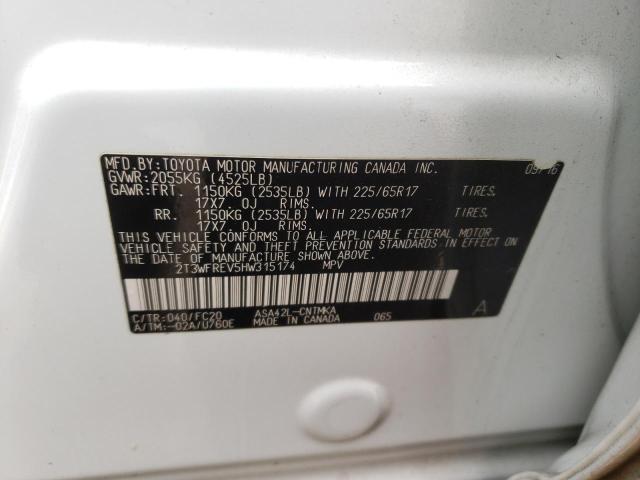 MFD.BY:TOYOTA MOTOR MANUFACTURING CANADA INC. 09/16
GVWR:2055KG (4525LB)
GAWR:FRT. 1150KG (2535LB) WITH 225/65R17 TIRES.
17X7.0J RIMS.
RR. 1150KG (2535LB) WITH 225/65R17 TIRES.
17X7.0J RIMS.
THIS VEHICLE CONFORMS TO ALL APPLICABLE FEDERAL MOTOR
VEHICLE SAFETY AND THEFT PREVENTION STANDARDS IN EFFECT ON
THE DATE OF MANUFACTURE SHOWN ABOVE.
2T3WFREV5HW315174 MPV
C/TR:040/FC20 ASA42L-CNTMKA 065 A
A/TM:-02A/U760E MADE IN CANADA